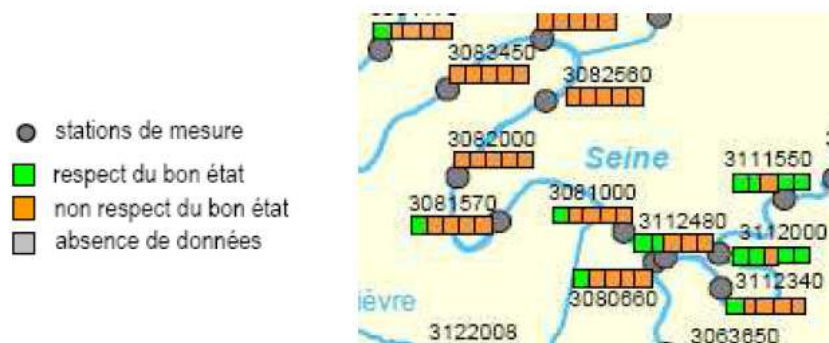 stations de mesure
respect du bon état
non respect du bon état
absence de données
3083450
3082560
3082000
Seine
3111550
3081570
3081000
3112480
3112000
3112340
3080660
ièvre
3122008
3063650